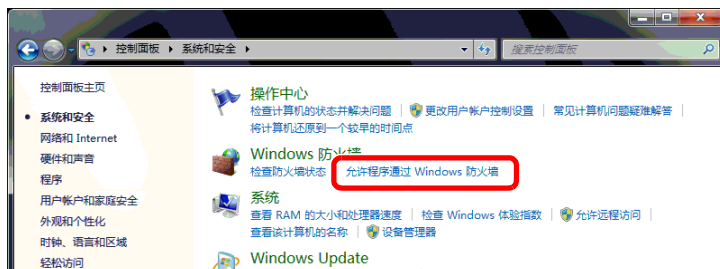 控制面板 ▸ 系统和安全 ▸
搜索控制面板
控制面板主页
系统和安全
网络和 Internet
硬件和声音
程序
用户帐户和家庭安全
外观和个性化
时钟、语言和区域
轻松访问
操作中心
检查计算机的状态并解决问题 更改用户帐户控制设置 常见计算机问题疑难解答
将计算机还原到一个较早的时间点
Windows 防火墙
检查防火墙状态 允许程序通过 Windows 防火墙
系统
查看 RAM 的大小和处理器速度 检查 Windows 体验指数 允许远程访问
查看该计算机的名称 设备管理器
Windows Update